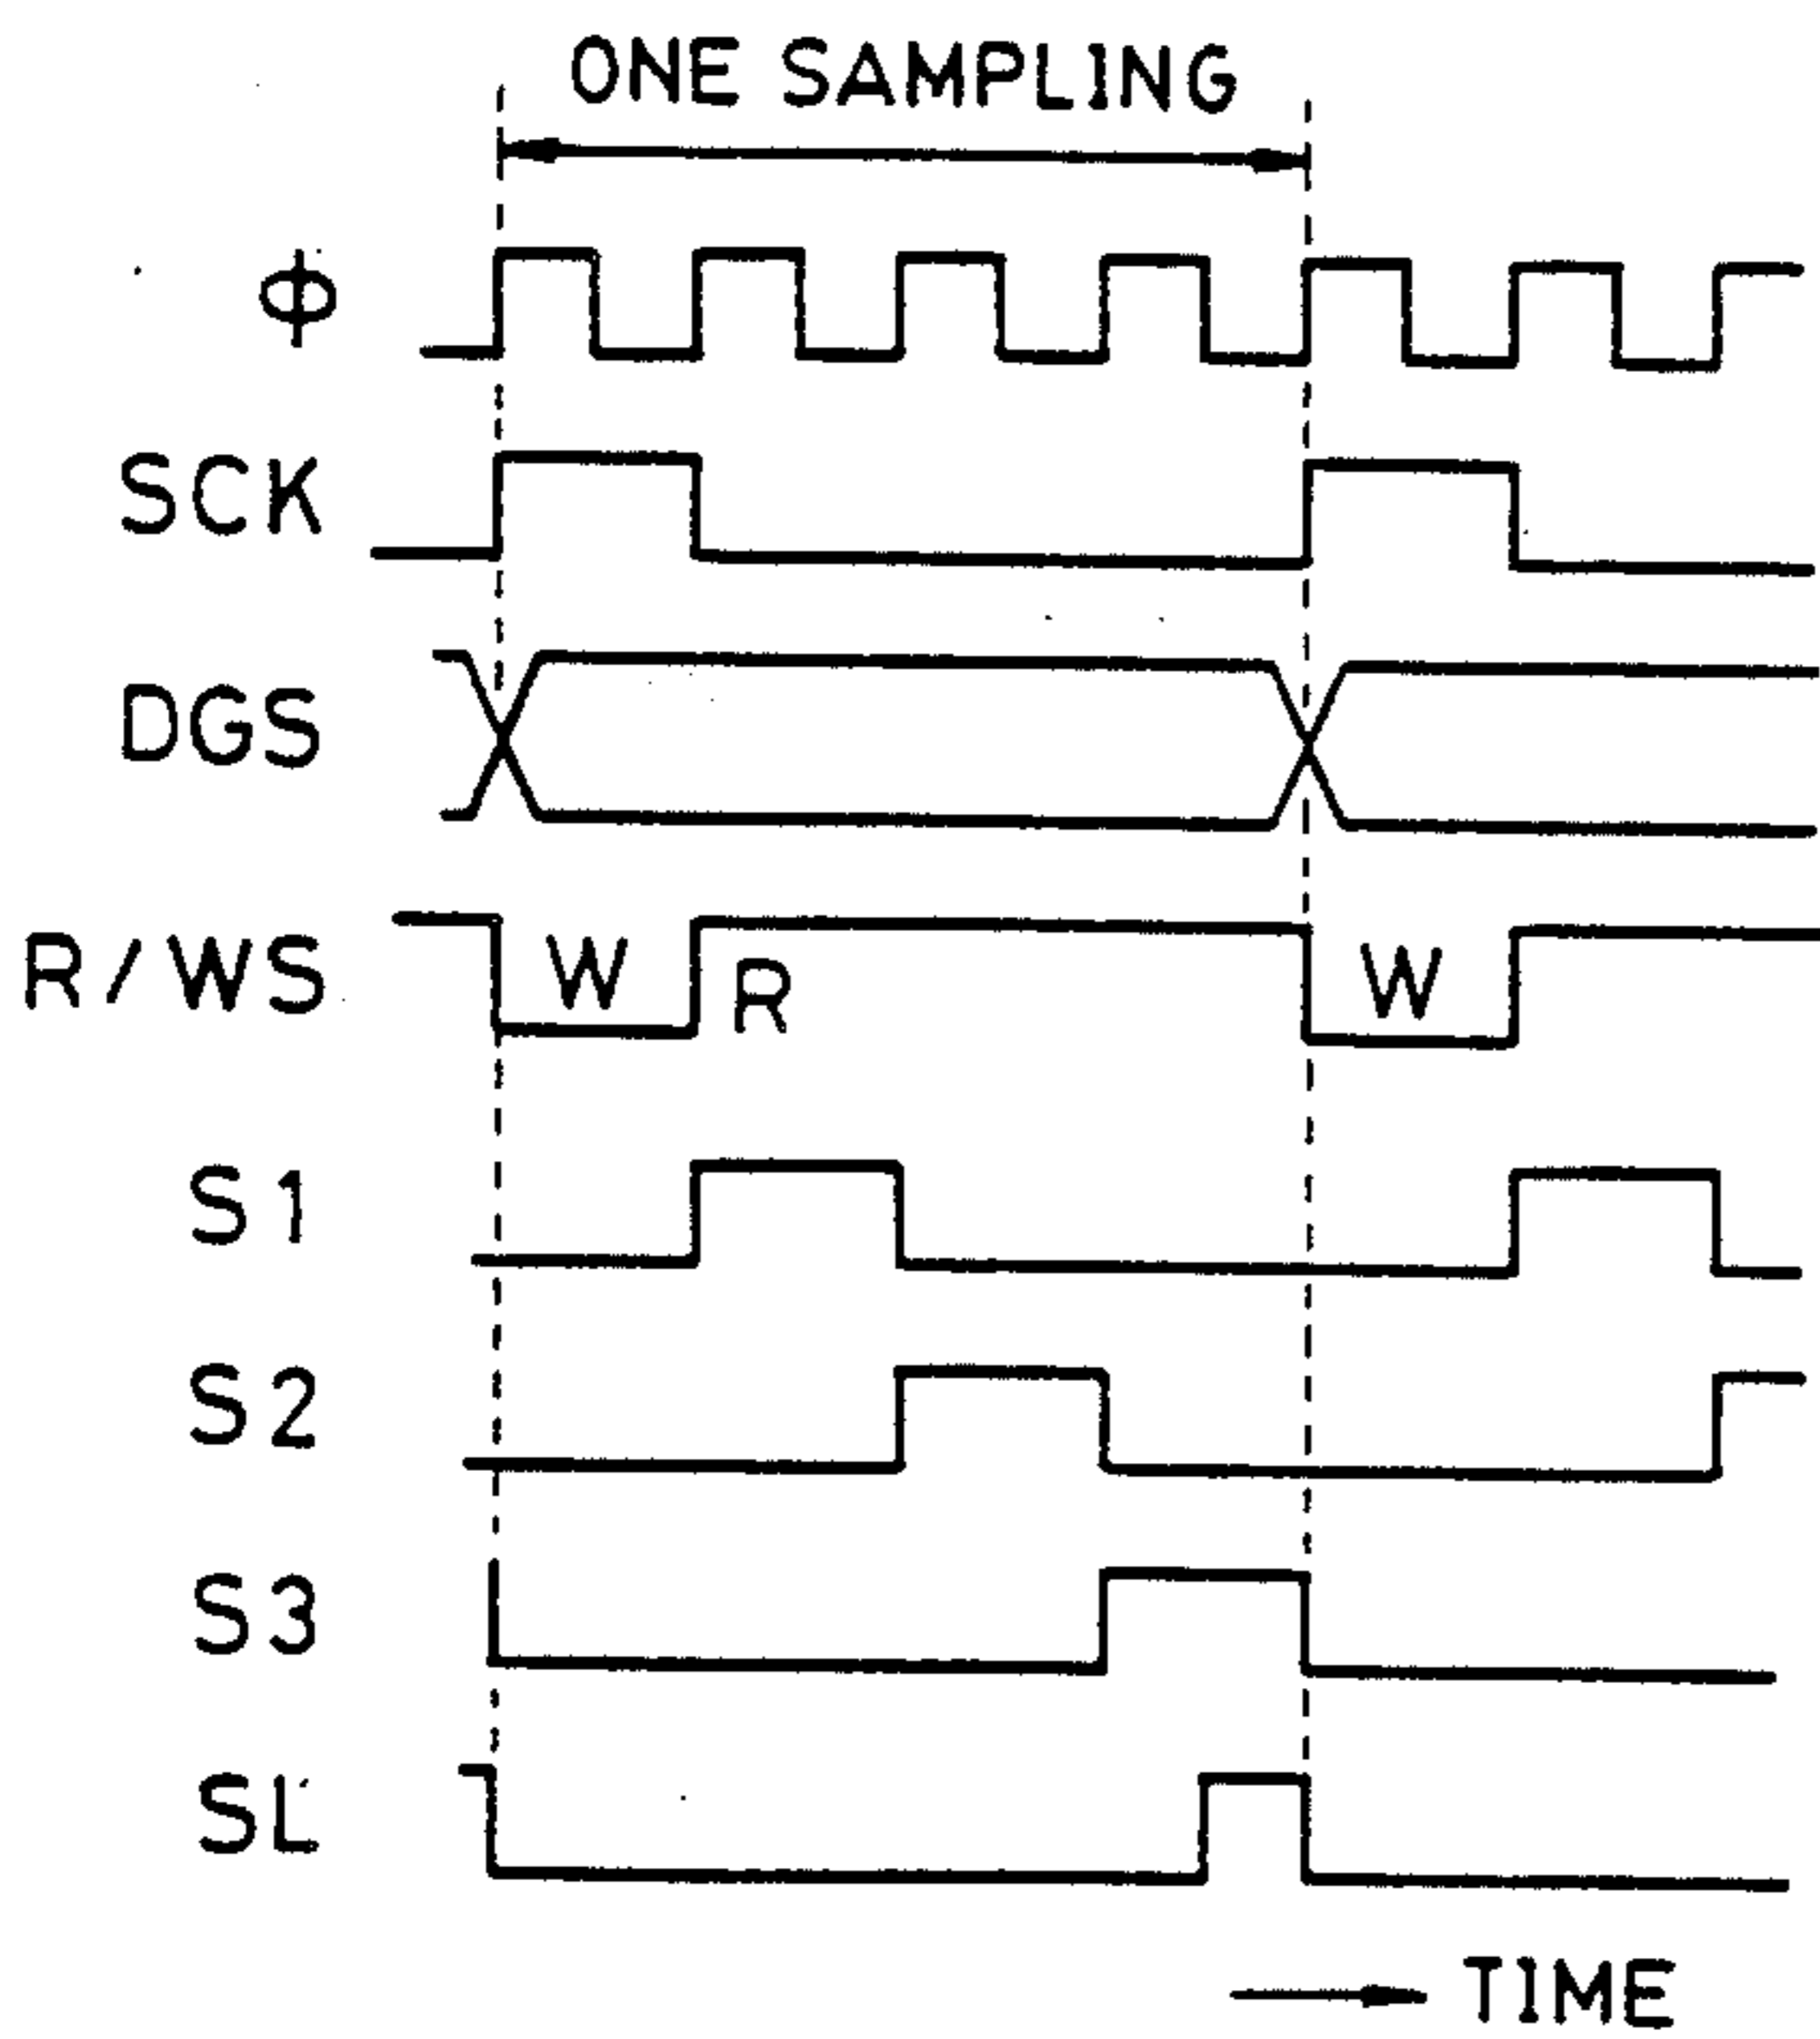 ONE SAMPLING
ϕ
SCK
DGS
R/WS
W
R
W
S1
S2
S3
SL
TIME